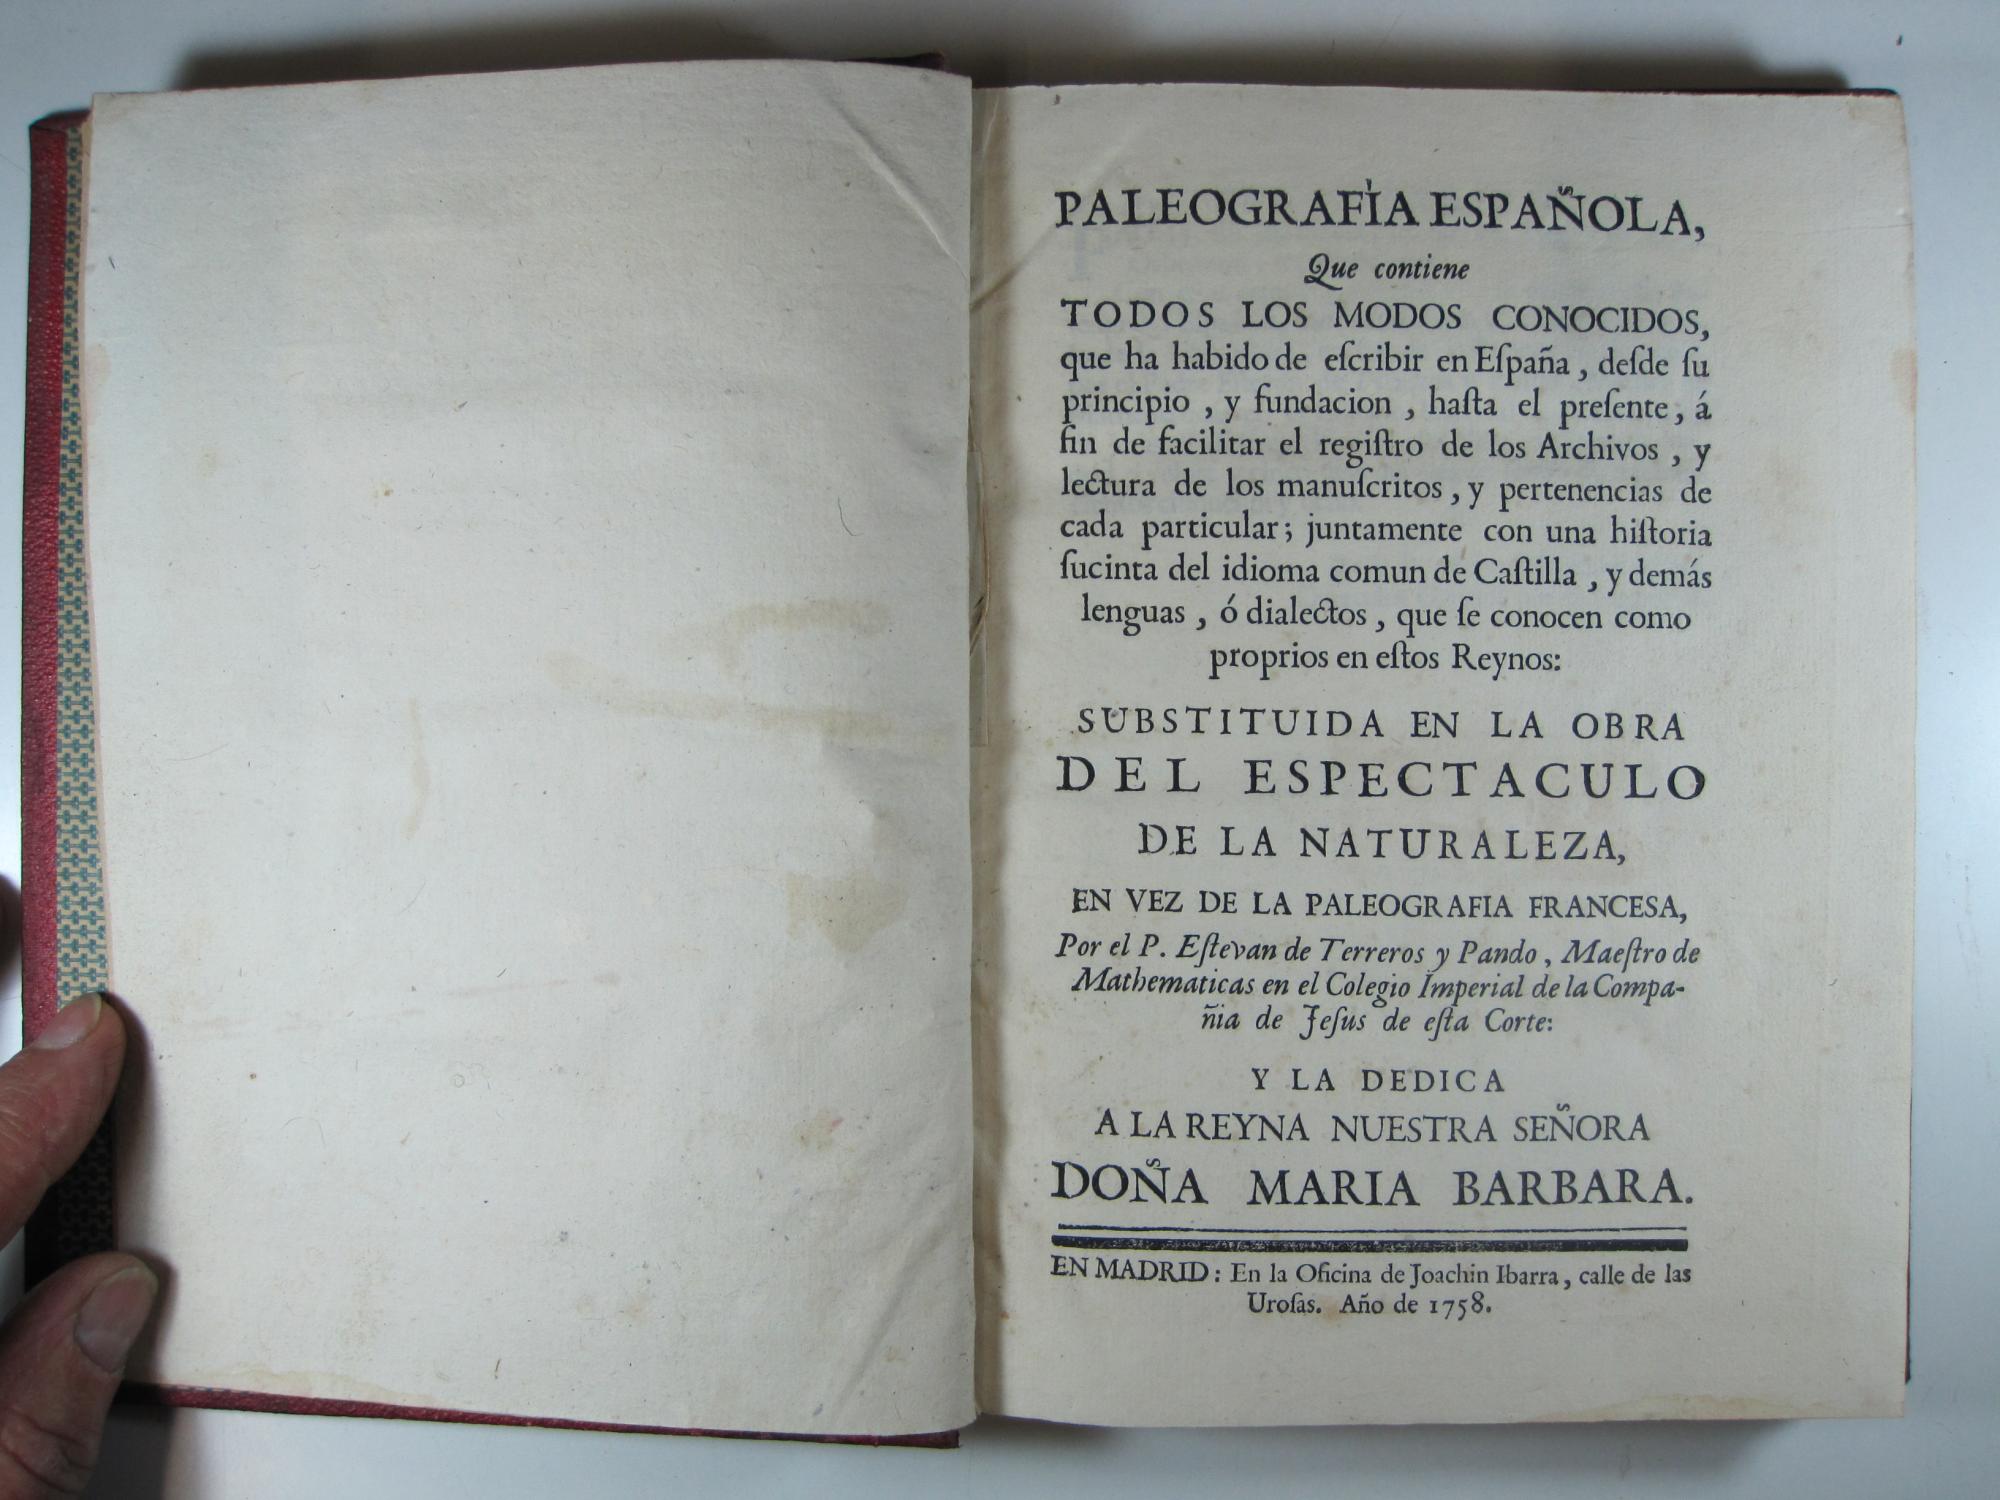 PALEOGRAFÌA ESPAÑOLA,
Que contiene
TODOS LOS MODOS CONOCIDOS,
que ha habido de eſcribir en Eſpaña, deſde ſu
principio, y fundacion, haſta el preſente, á
fin de facilitar el regiſtro de los Archivos, y
lectura de los manuſcritos, y pertenencias de
cada particular; juntamente con una hiſtoria
ſucinta del idioma comun de Caſtilla, y demás
lenguas, ó dialectos, que ſe conocen como
proprios en eſtos Reynos:
SUBSTITUIDA EN LA OBRA
DEL ESPECTACULO
DE LA NATURALEZA,
EN VEZ DE LA PALEOGRAFIA FRANCESA,
Por el P. Eſtevan de Terreros y Pando, Maeſtro de
Mathematicas en el Colegio Imperial de la Compa-
ñia de Jeſus de eſta Corte:
Y LA DEDICA
A LA REYNA NUESTRA SEÑORA
DOÑA MARIA BARBARA.
EN MADRID: En la Oficina de Joachin Ibarra, calle de las
Uroſas. Año de 1758.